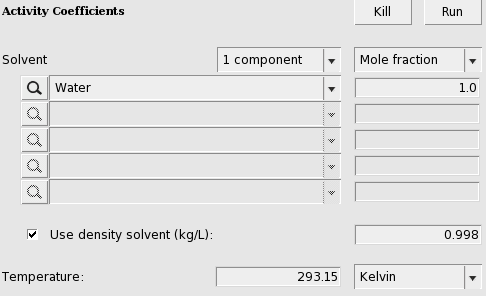 Activity Coefficients Kill Run
Solvent 1 component Mole fraction
Water 1.0
Use density solvent (kg/L): 0.998
Temperature: 293.15 Kelvin